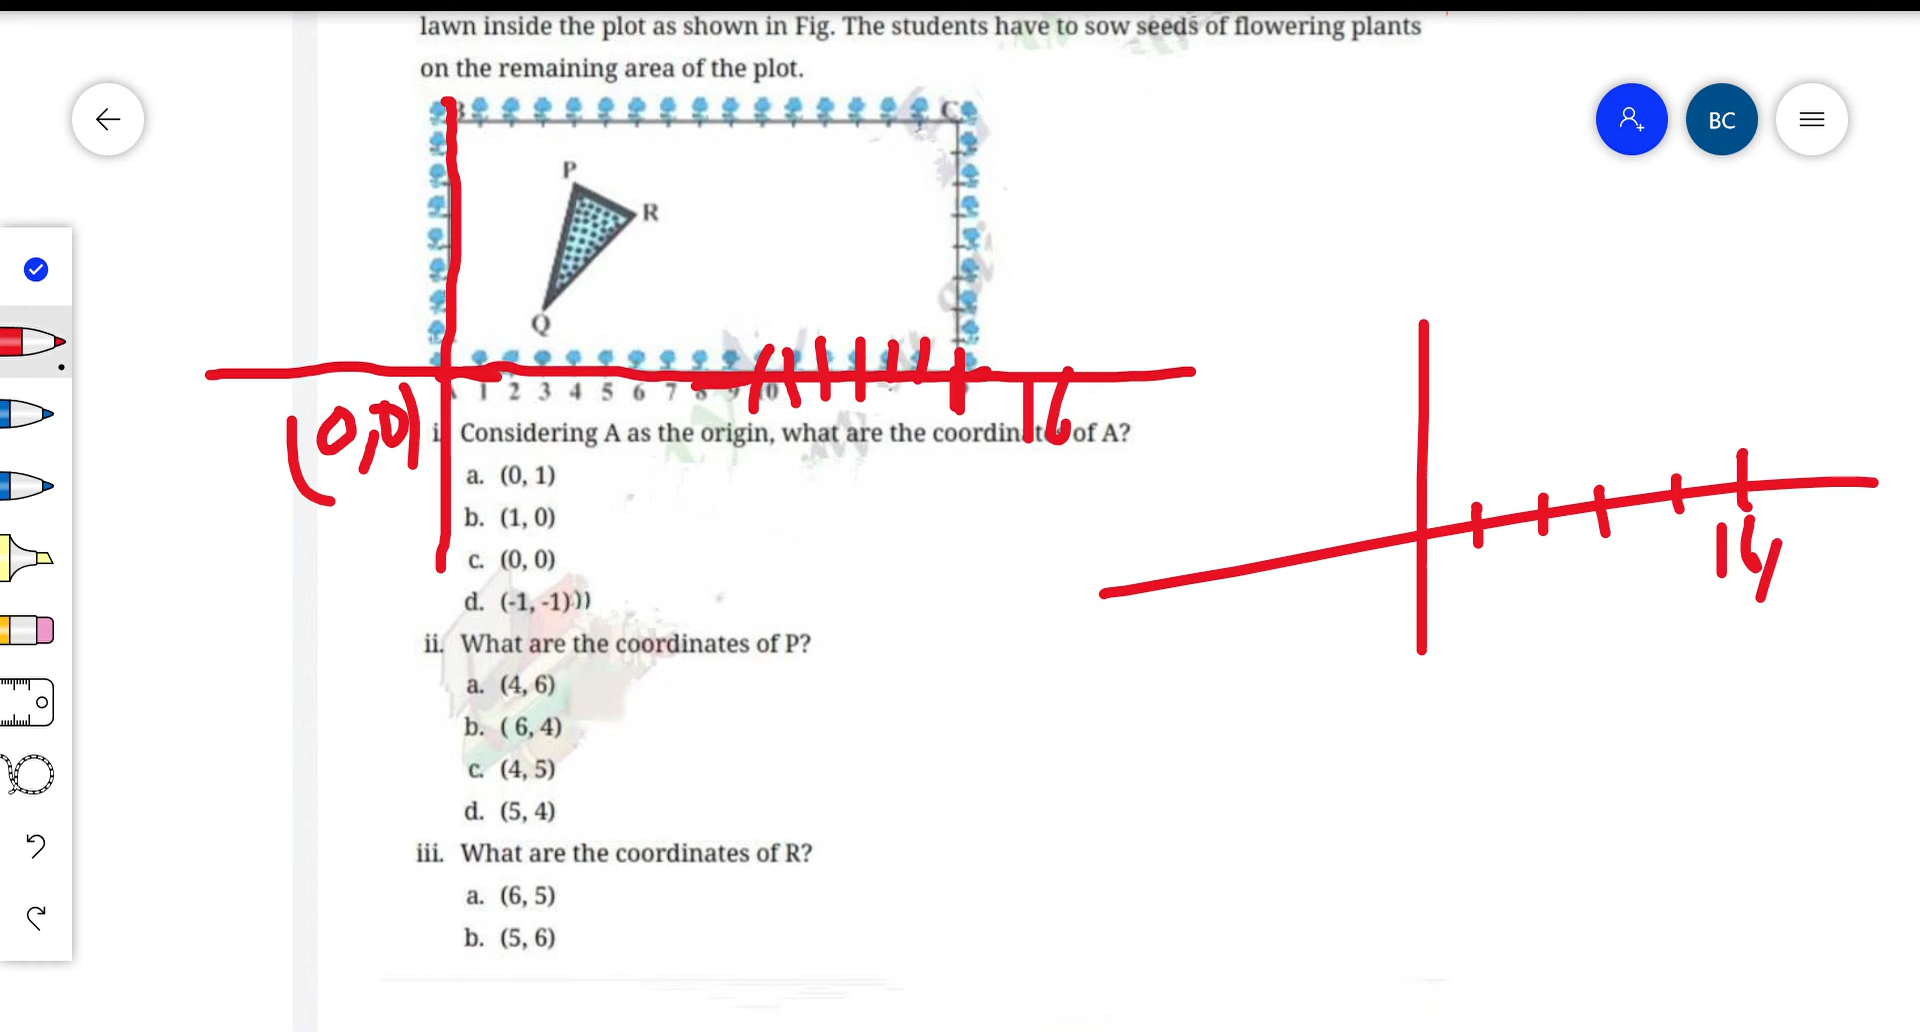 lawn inside the plot as shown in Fig. The students have to sow seeds of flowering plants
on the remaining area of the plot.
B C
P
R
Q
1 2 3 4 5 6 7 8 9 10
16
(0,0)
i. Considering A as the origin, what are the coordinates of A?
a. (0, 1)
b. (1, 0)
c. (0, 0)
d. (-1, -1)))
ii. What are the coordinates of P?
a. (4, 6)
b. ( 6, 4)
c. (4, 5)
d. (5, 4)
iii. What are the coordinates of R?
a. (6, 5)
b. (5, 6)
BC
16